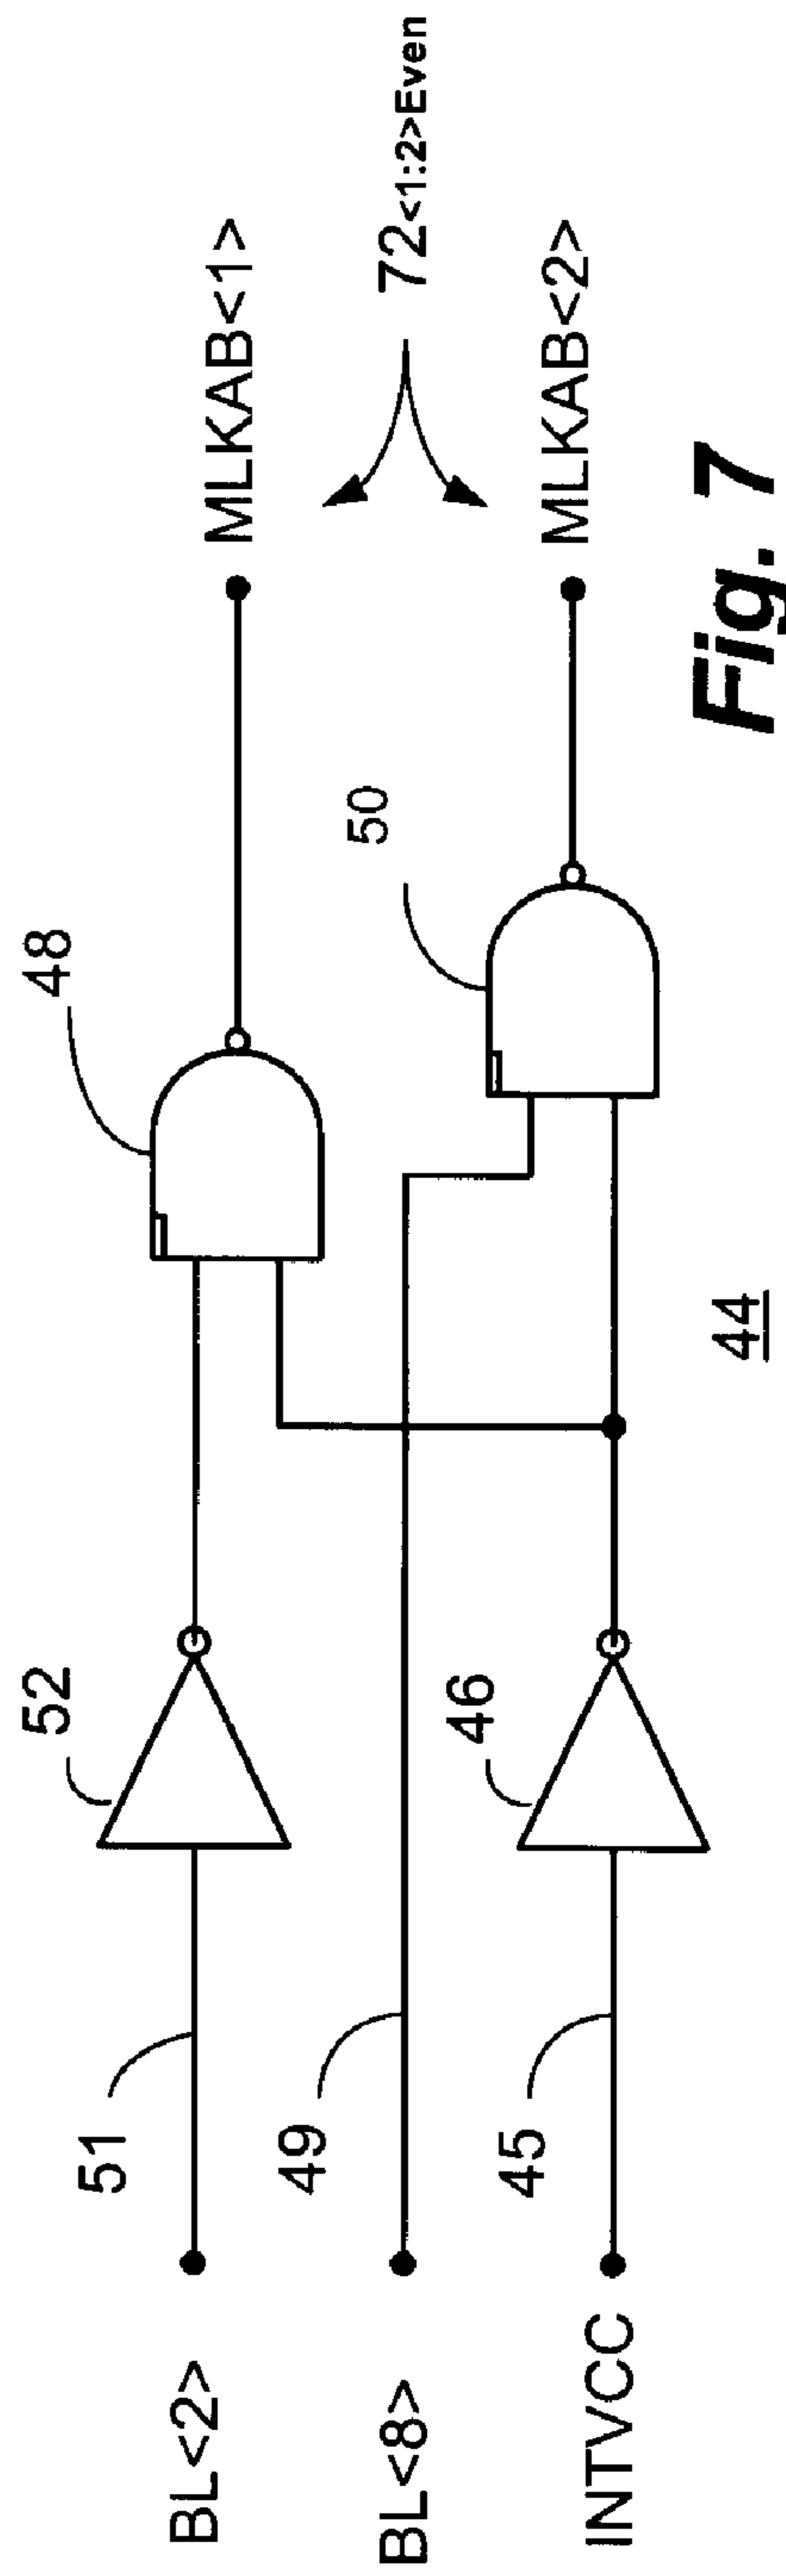 BL<2>
51
52
48
MLKAB<1>
72<1:2>Even
BL<8>
49
50
MLKAB<2>
INTVCC
45
46
44
Fig. 7